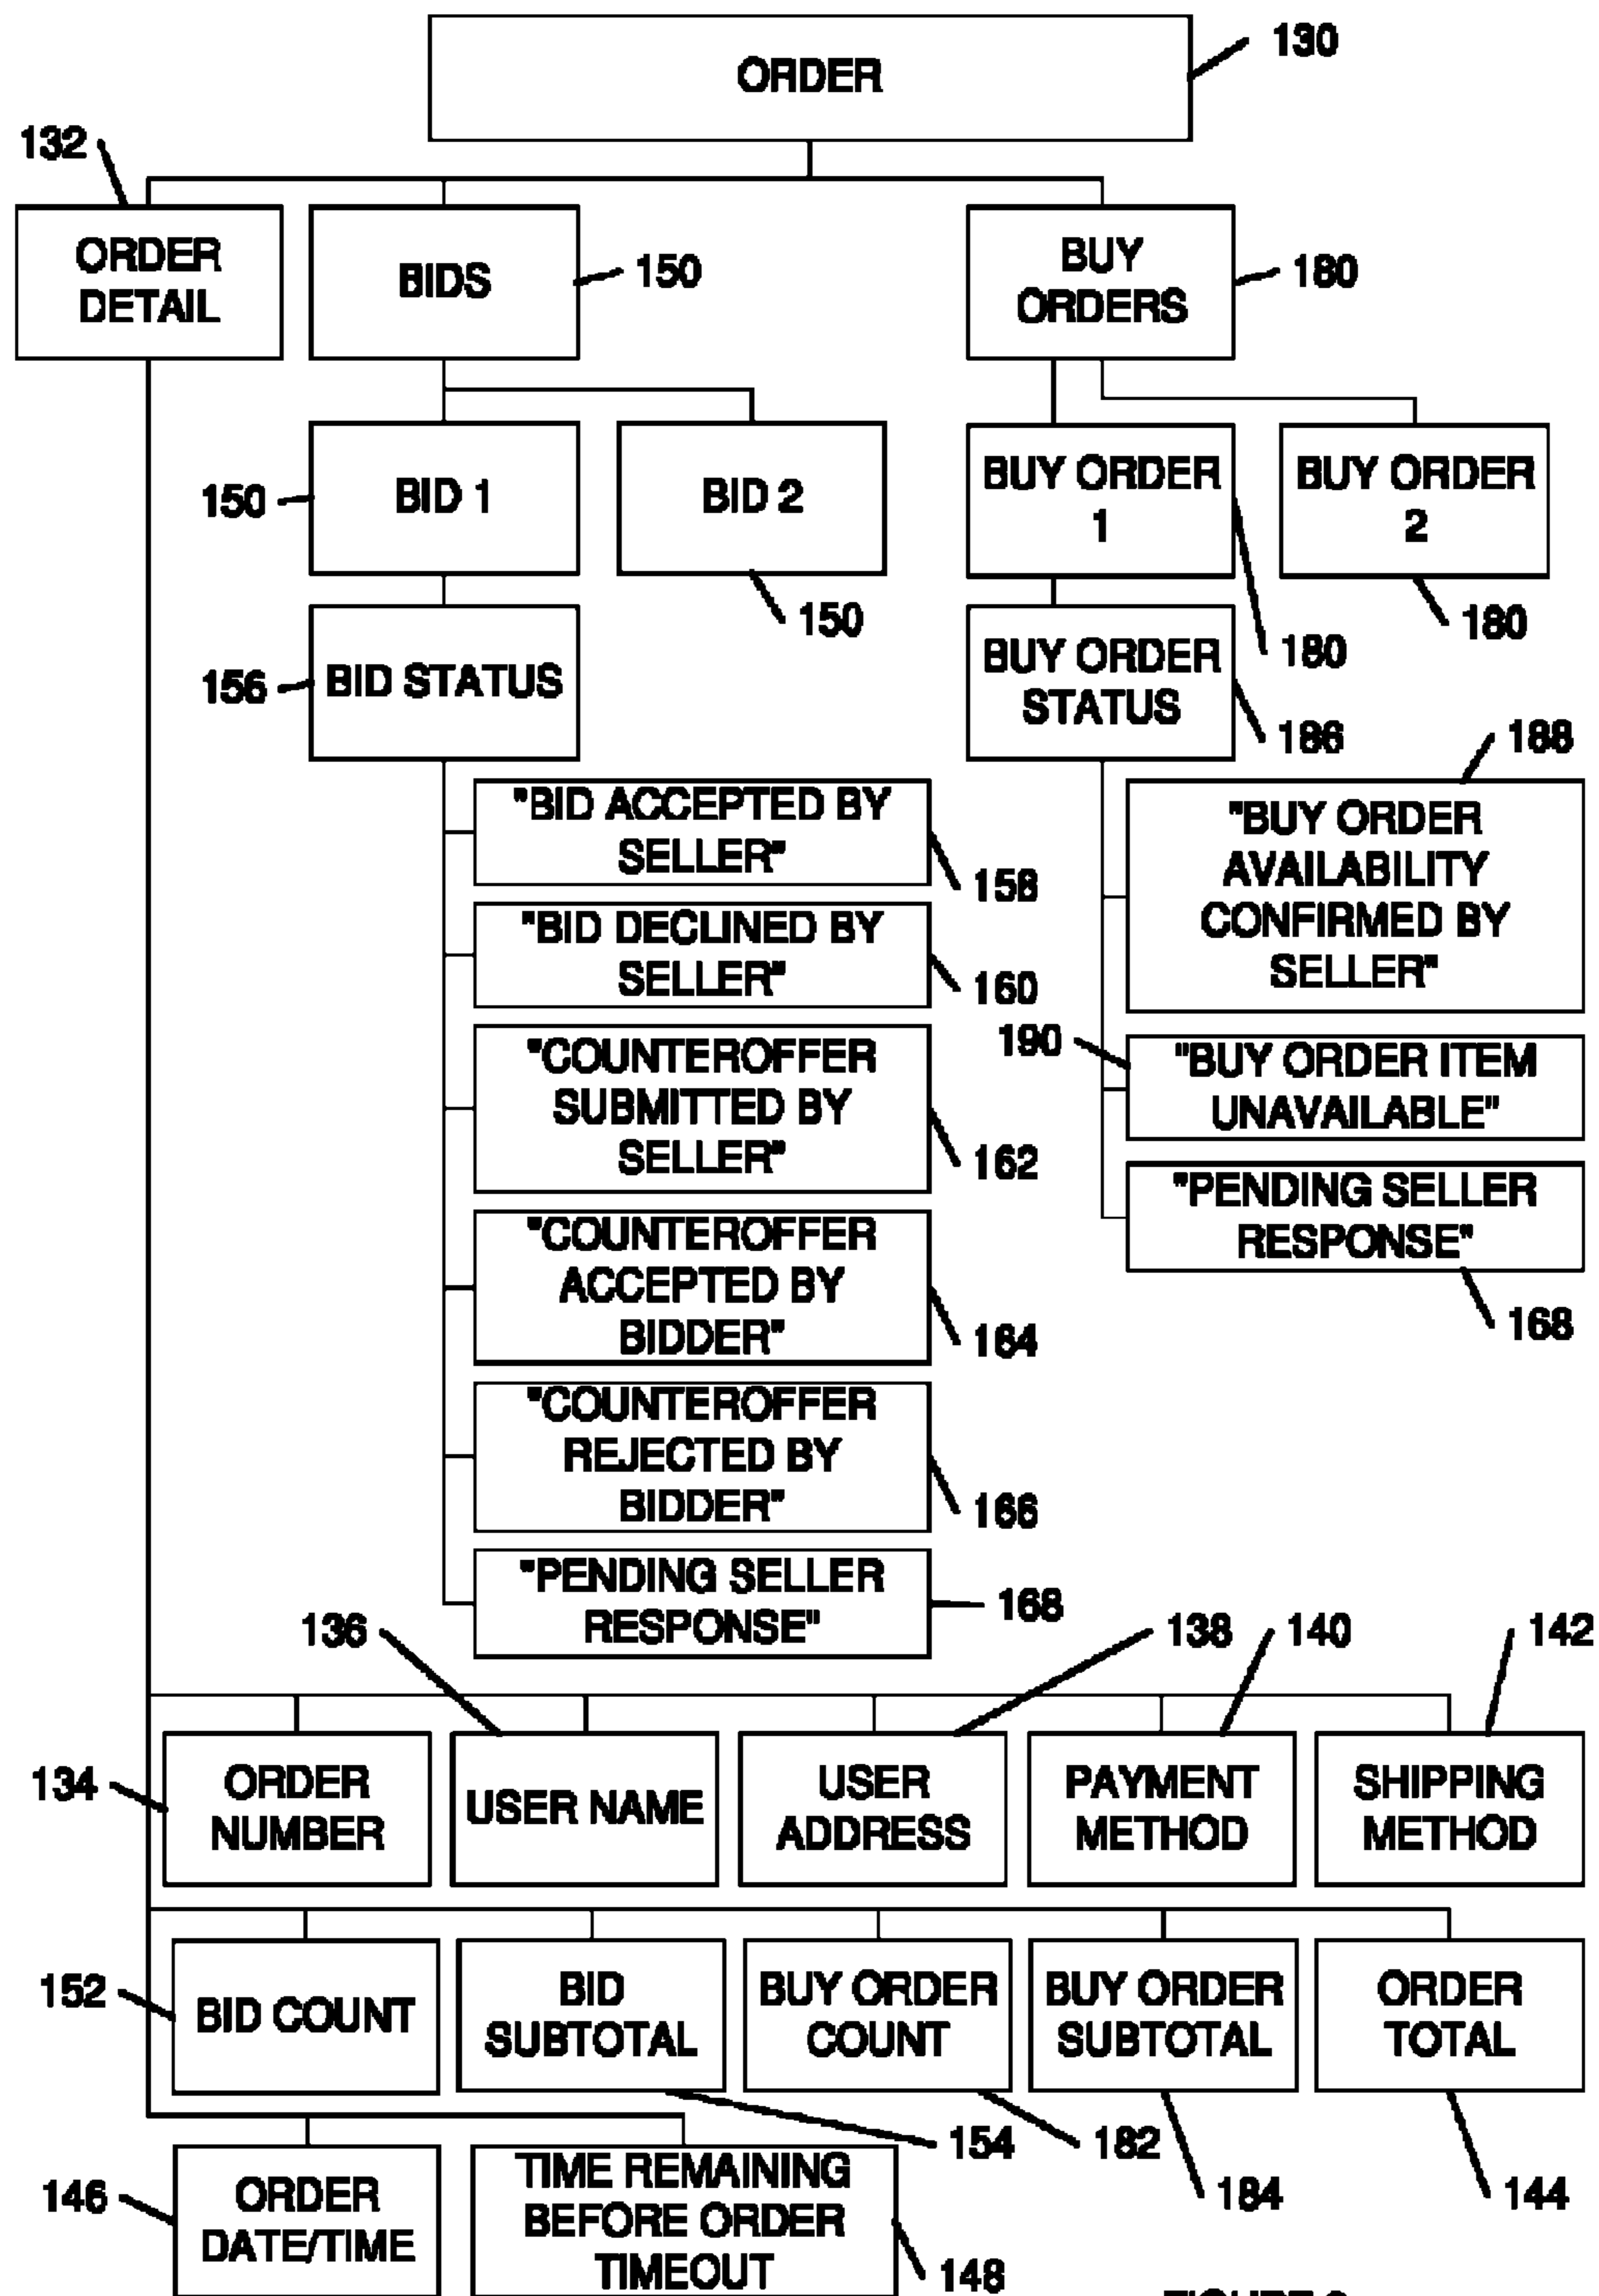 ORDER
130
132
ORDER
DETAIL
BIDS
150
BUY
ORDERS
180
150
BID 1
BID 2
150
BUY ORDER
1
180
BUY ORDER
2
180
156
BID STATUS
BUY ORDER
STATUS
186
"BID ACCEPTED BY
SELLER"
158
"BID DECLINED BY
SELLER"
160
"COUNTEROFFER
SUBMITTED BY
SELLER"
162
"COUNTEROFFER
ACCEPTED BY
BIDDER"
164
"COUNTEROFFER
REJECTED BY
BIDDER"
166
"PENDING SELLER
RESPONSE"
168
188
"BUY ORDER
AVAILABILITY
CONFIRMED BY
SELLER"
190
"BUY ORDER ITEM
UNAVAILABLE"
"PENDING SELLER
RESPONSE"
168
136
138
140
142
134
ORDER
NUMBER
USER NAME
USER
ADDRESS
PAYMENT
METHOD
SHIPPING
METHOD
152
BID COUNT
BID
SUBTOTAL
BUY ORDER
COUNT
BUY ORDER
SUBTOTAL
ORDER
TOTAL
154
182
184
144
146
ORDER
DATE/TIME
TIME REMAINING
BEFORE ORDER
TIMEOUT
148